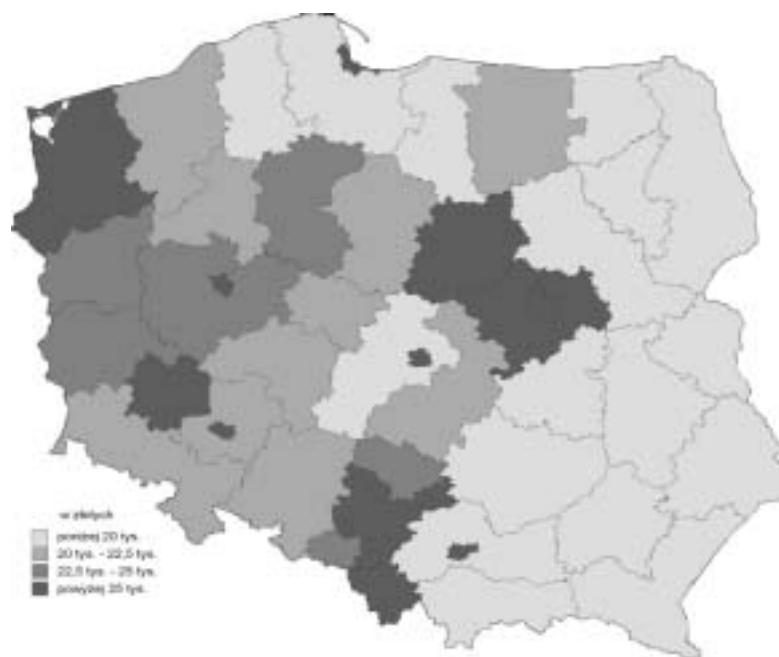 w złotych
poniżej 20 tys.
20 tys. - 22,5 tys.
22,5 tys. - 25 tys.
powyżej 25 tys.